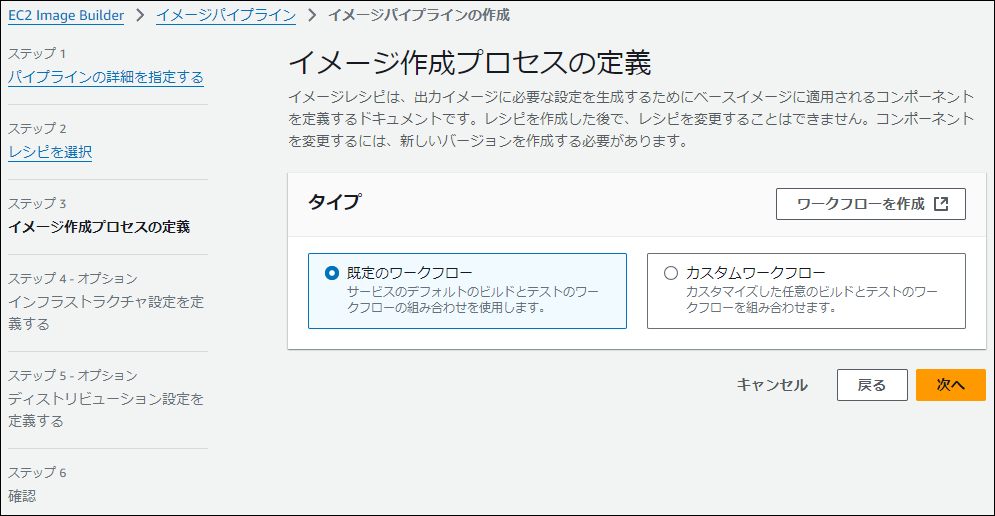 EC2 Image Builder > イメージパイプライン > イメージパイプラインの作成
ステップ 1
パイプラインの詳細を指定する
ステップ 2
レシピを選択
ステップ 3
イメージ作成プロセスの定義
ステップ 4 - オプション
インフラストラクチャ設定を定
義する
ステップ 5 - オプション
ディストリビューション設定を
定義する
ステップ 6
確認
イメージ作成プロセスの定義
イメージレシピは、出力イメージに必要な設定を生成するためにベースイメージに適用されるコンポーネント
を定義するドキュメントです。レシピを作成した後で、レシピを変更することはできません。コンポーネント
を変更するには、新しいバージョンを作成する必要があります。
タイプ
ワークフローを作成
既定のワークフロー
サービスのデフォルトのビルドとテストのワー
クフローの組み合わせを使用します。
カスタムワークフロー
カスタマイズした任意のビルドとテストのワー
クフローを組み合わせます。
キャンセル
戻る
次へ